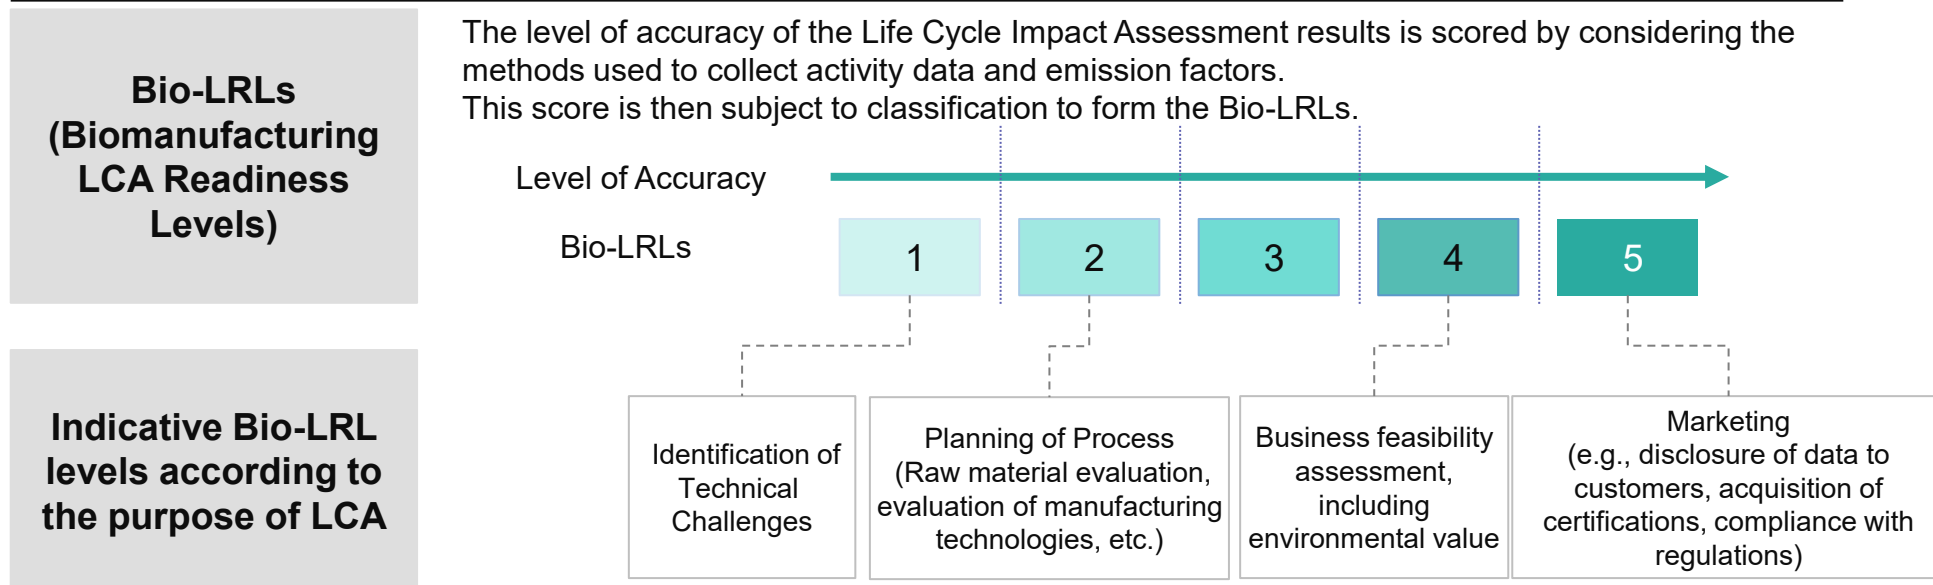 Bio-LRLs
(Biomanufacturing
LCA Readiness
Levels)
The level of accuracy of the Life Cycle Impact Assessment results is scored by considering the
methods used to collect activity data and emission factors.
This score is then subject to classification to form the Bio-LRLs.
Level of Accuracy
Bio-LRLs
1
2
3
4
5
Indicative Bio-LRL
levels according to
the purpose of LCA
Identification of
Technical
Challenges
Planning of Process
(Raw material evaluation,
evaluation of manufacturing
technologies, etc.)
Business feasibility
assessment,
including
environmental value
Marketing
(e.g., disclosure of data to
customers, acquisition of
certifications, compliance with
regulations)